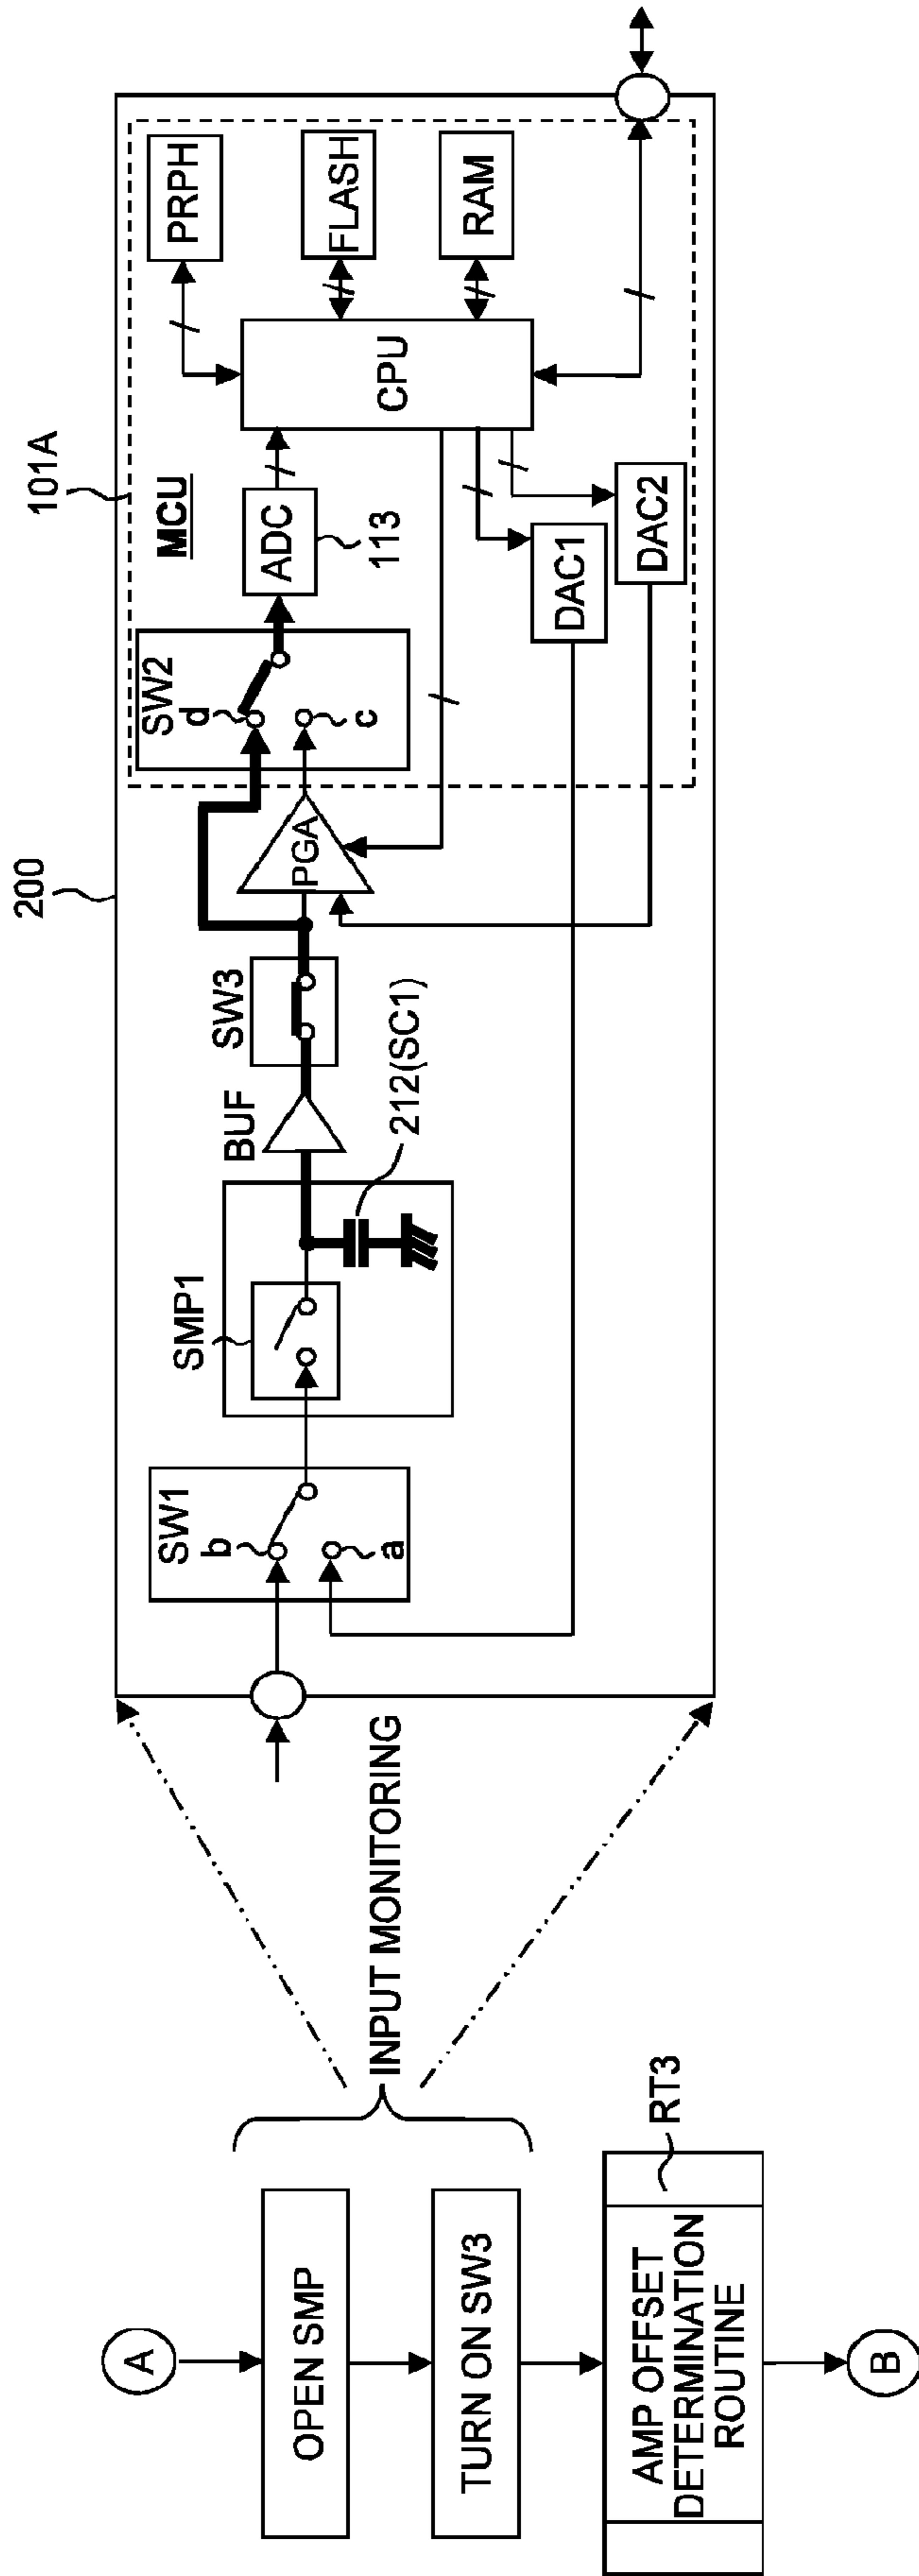 A
OPEN SMP
TURN ON SW3
AMP OFFSET
DETERMINATION
ROUTINE
RT3
B
INPUT MONITORING
200
101A
SW1
b
a
SMP1
212(SC1)
BUF
SW3
PGA
SW2
d
c
MCU
ADC
113
CPU
PRPH
FLASH
RAM
DAC1
DAC2